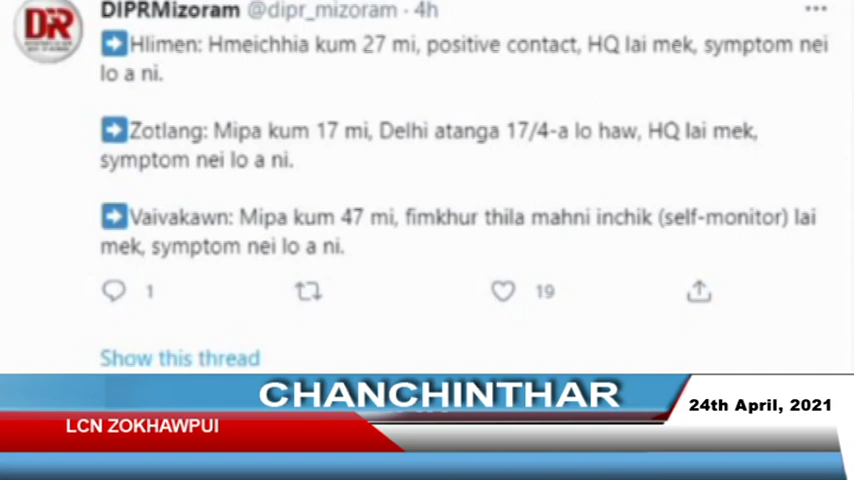 DIPRMizoram @dipr_mizoram · 4h
➡Hlimen: Hmeichhia kum 27 mi, positive contact, HQ lai mek, symptom nei
lo a ni.
➡Zotlang: Mipa kum 17 mi, Delhi atanga 17/4-a lo haw, HQ lai mek,
symptom nei lo a ni.
➡Vaivakawn: Mipa kum 47 mi, fimkhur thila mahni inchik (self-monitor) lai
mek, symptom nei lo a ni.
1 19
Show this thread
CHANCHINTHAR
24th April, 2021
LCN ZOKHAWPUI